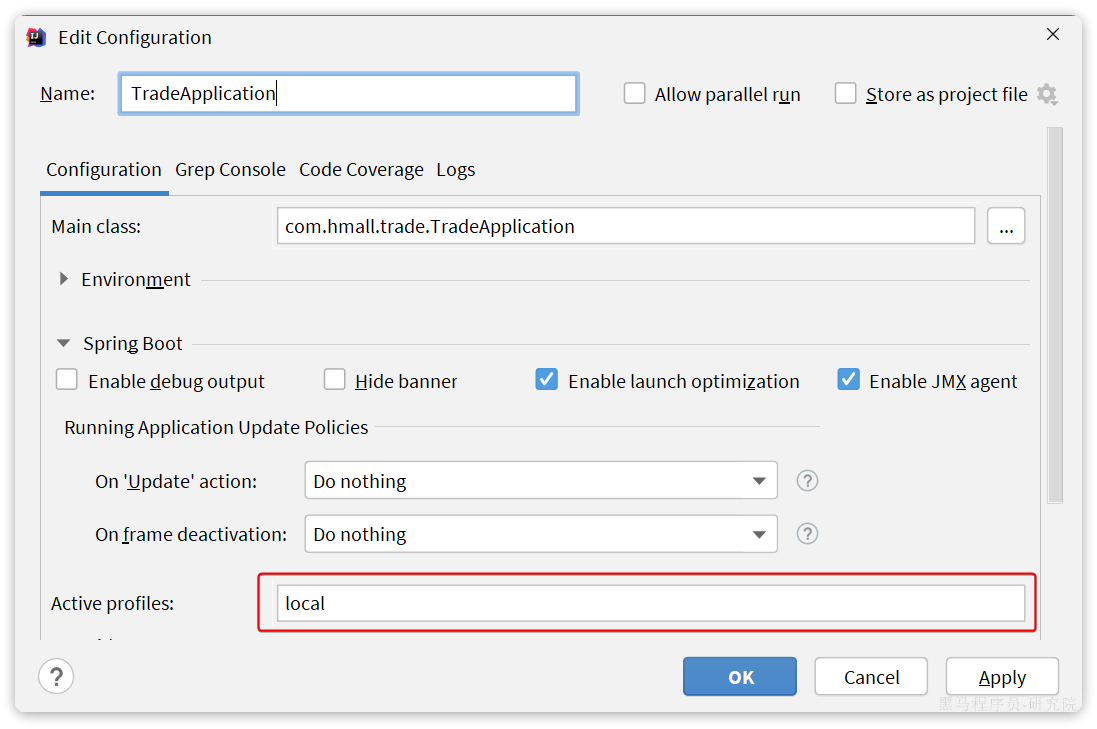 Edit Configuration
Name: TradeApplication Allow parallel run Store as project file
Configuration Grep Console Code Coverage Logs
Main class: com.hmall.trade.TradeApplication ...
Environment
Spring Boot
Enable debug output Hide banner Enable launch optimization Enable JMX agent
Running Application Update Policies
On 'Update' action: Do nothing ?
On frame deactivation: Do nothing ?
Active profiles: local
? OK Cancel Apply
黑马程序员-研究院